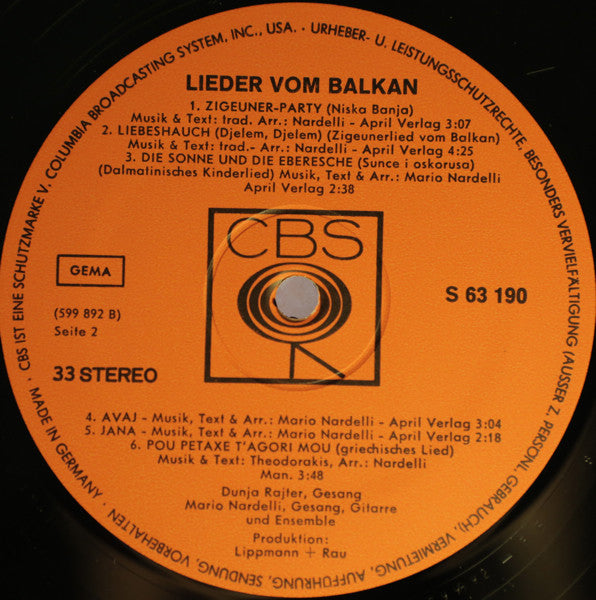 CBS IST EINE SCHUTZMARKE V. COLUMBIA BROADCASTING SYSTEM, INC., USA. · URHEBER- U. LEISTUNGSSCHUTZRECHTE, BESONDERS VERVIELFÄLTIGUNG (AUSSER Z. PERSÖNL. GEBRAUCH), VERMIETUNG, AUFFÜHRUNG, SENDUNG, VORBEHALTEN · MADE IN GERMANY ·
LIEDER VOM BALKAN
1. ZIGEUNER-PARTY (Niska Banja)
Musik & Text: trad. Arr.: Nardelli - April Verlag 3:07
2. LIEBESHAUCH (Djelem, Djelem) (Zigeunerlied vom Balkan)
Musik & Text: trad.- Arr.: Nardelli - April Verlag 4:25
3. DIE SONNE UND DIE EBERESCHE (Sunce i oskorusa)
(Dalmatinisches Kinderlied) Musik, Text & Arr.: Mario Nardelli
April Verlag 2:38
CBS
GEMA
S 63 190
(599 892 B)
Seite 2
33 STEREO
4. AVAJ - Musik, Text & Arr.: Mario Nardelli - April Verlag 3:04
5. JANA - Musik, Text & Arr.: Mario Nardelli - April Verlag 2:18
6. POU PETAXE T'AGORI MOU (griechisches Lied)
Musik & Text: Theodorakis, Arr.: Nardelli
Man. 3:48
Dunja Rajter, Gesang
Mario Nardelli, Gesang, Gitarre
und Ensemble
Produktion:
Lippmann + Rau